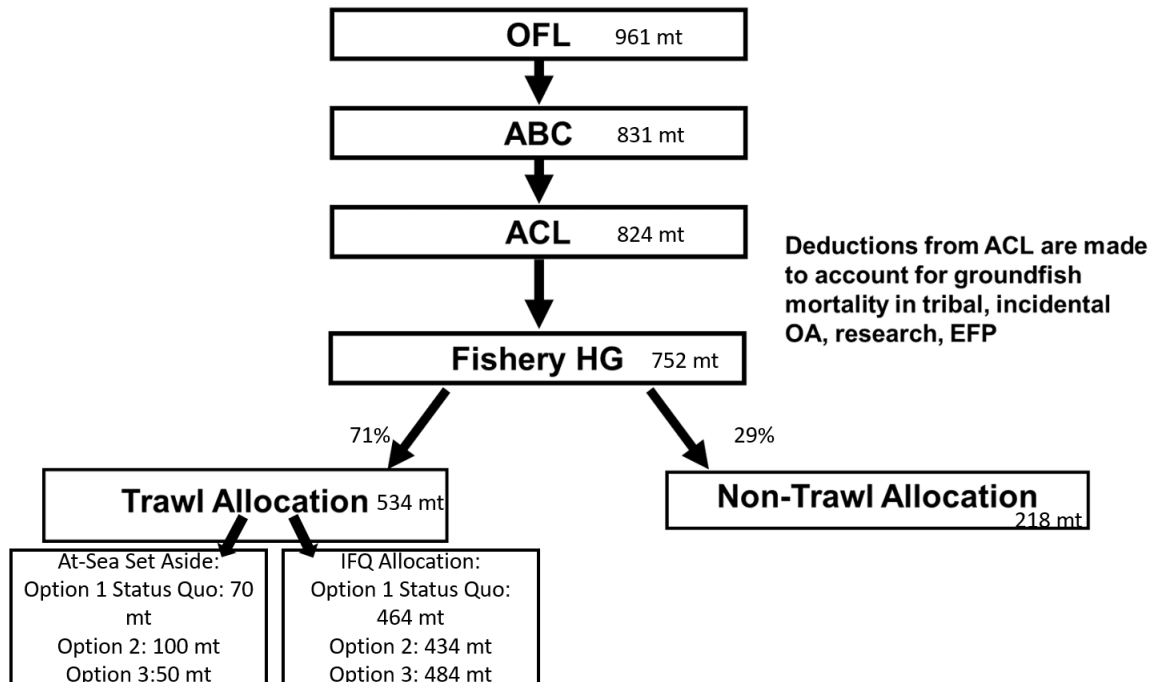 OFL 961 mt
ABC 831 mt
ACL 824 mt
Deductions from ACL are made
to account for groundfish
mortality in tribal, incidental
OA, research, EFP
Fishery HG 752 mt
71%
29%
Trawl Allocation 534 mt
Non-Trawl Allocation
218 mt
At-Sea Set Aside:
Option 1 Status Quo: 70
mt
Option 2: 100 mt
Option 3:50 mt
IFQ Allocation:
Option 1 Status Quo:
464 mt
Option 2: 434 mt
Option 3: 484 mt